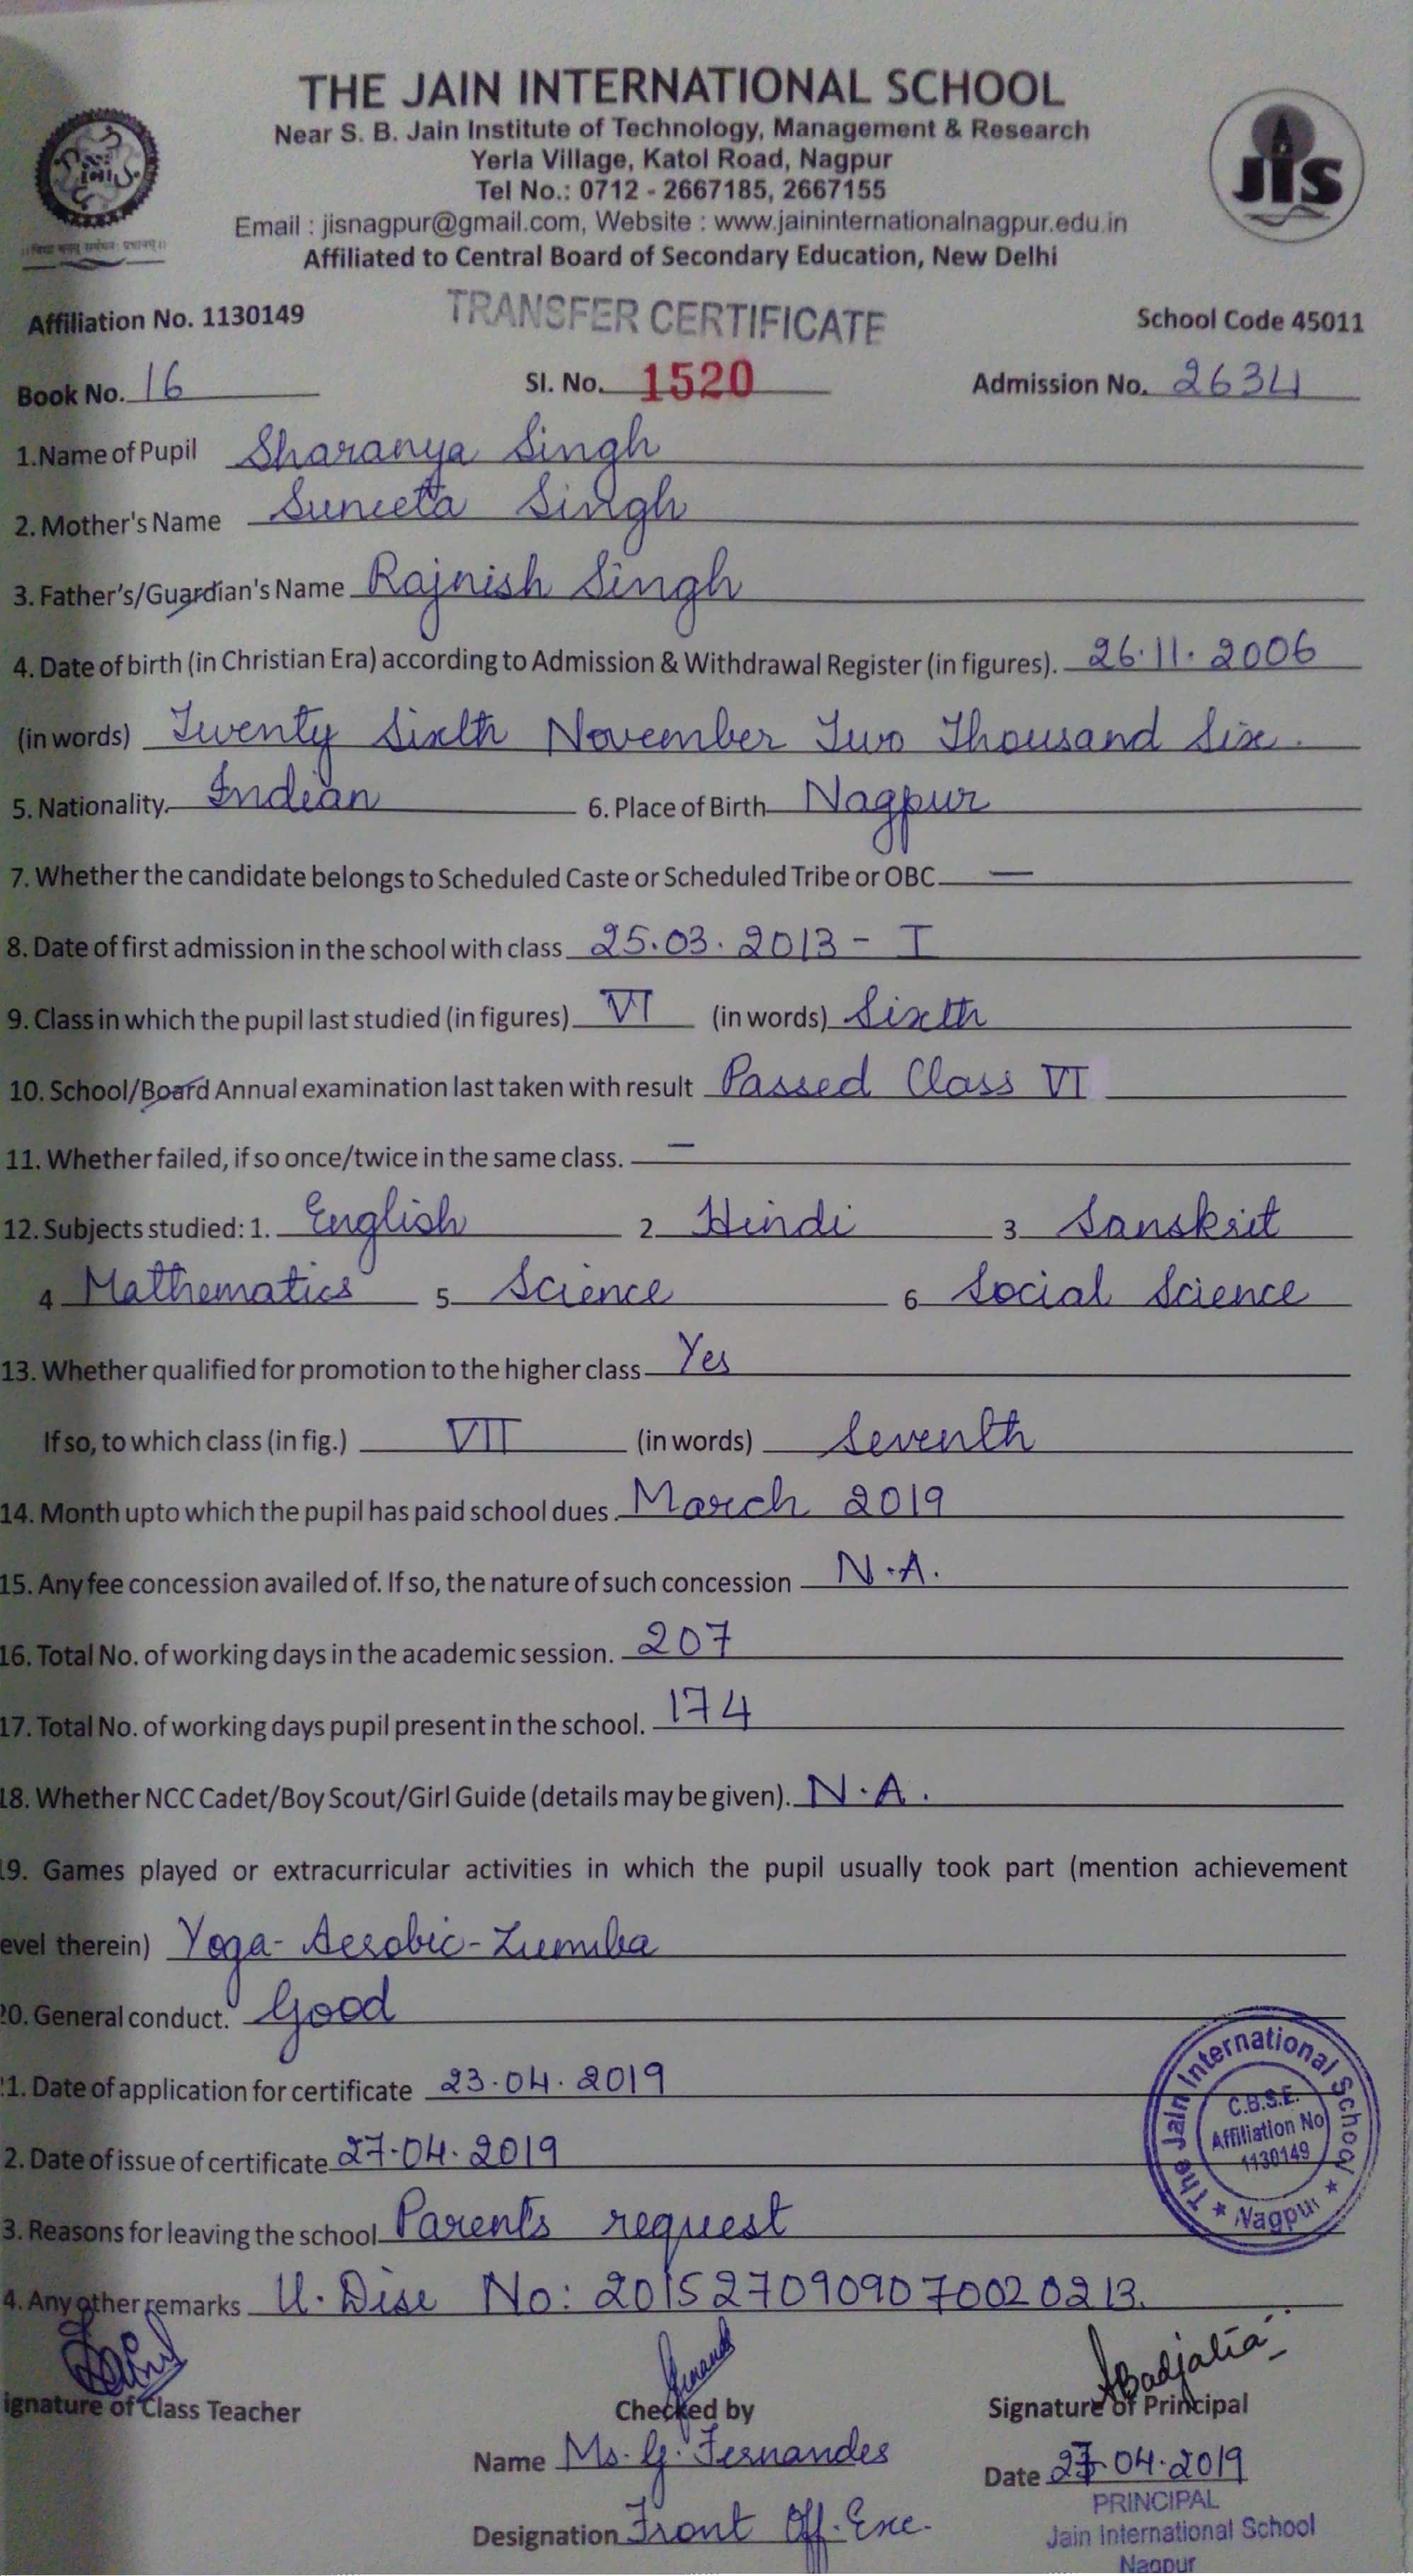 THE JAIN INTERNATIONAL SCHOOL
Near S. B. Jain Institute of Technology, Management & Research
Yerla Village, Katol Road, Nagpur
Tel No.: 0712 - 2667185, 2667155
Email : jisnagpur@gmail.com, Website : www.jaininternationalnagpur.edu.in
Affiliated to Central Board of Secondary Education, New Delhi
JIS
Affiliation No. 1130149 TRANSFER CERTIFICATE School Code 45011
Book No. 16 Sl. No. 1520 Admission No. 2634
1.Name of Pupil Sharanya Singh
2. Mother's Name Suneeta Singh
3. Father's/Guardian's Name Rajnish Singh
4. Date of birth (in Christian Era) according to Admission & Withdrawal Register (in figures). 26.11.2006
(in words) Twenty Sixth November Two Thousand Six.
5. Nationality. Indian 6. Place of Birth Nagpur
7. Whether the candidate belongs to Scheduled Caste or Scheduled Tribe or OBC —
8. Date of first admission in the school with class 25.03.2013 - I
9. Class in which the pupil last studied (in figures) VI (in words) Sixth
10. School/Board Annual examination last taken with result Passed Class VI
11. Whether failed, if so once/twice in the same class. —
12. Subjects studied: 1. English 2 Hindi 3 Sanskrit
4 Mathematics 5 Science 6 Social Science
13. Whether qualified for promotion to the higher class Yes
If so, to which class (in fig.) VII (in words) Seventh
14. Month upto which the pupil has paid school dues. March 2019
15. Any fee concession availed of. If so, the nature of such concession N.A.
16. Total No. of working days in the academic session. 207
17. Total No. of working days pupil present in the school. 174
18. Whether NCC Cadet/Boy Scout/Girl Guide (details may be given). N.A.
19. Games played or extracurricular activities in which the pupil usually took part (mention achievement
evel therein) Yoga- Aerobic - Zumba
20. General conduct. Good
1. Date of application for certificate 23.04.2019
2. Date of issue of certificate 27.04.2019
3. Reasons for leaving the school Parent's request
4. Any other remarks U. Dise No: 2015270909070020213.
The Jain International School
C.B.S.E.
Affiliation No
1130149
★ Nagpur ★
ignature of Class Teacher Checked by Signature of Principal
Name Ms. G. Fernandes Date 27.04.2019
Designation Front Off. Exe.
PRINCIPAL
Jain International School
Nagpur